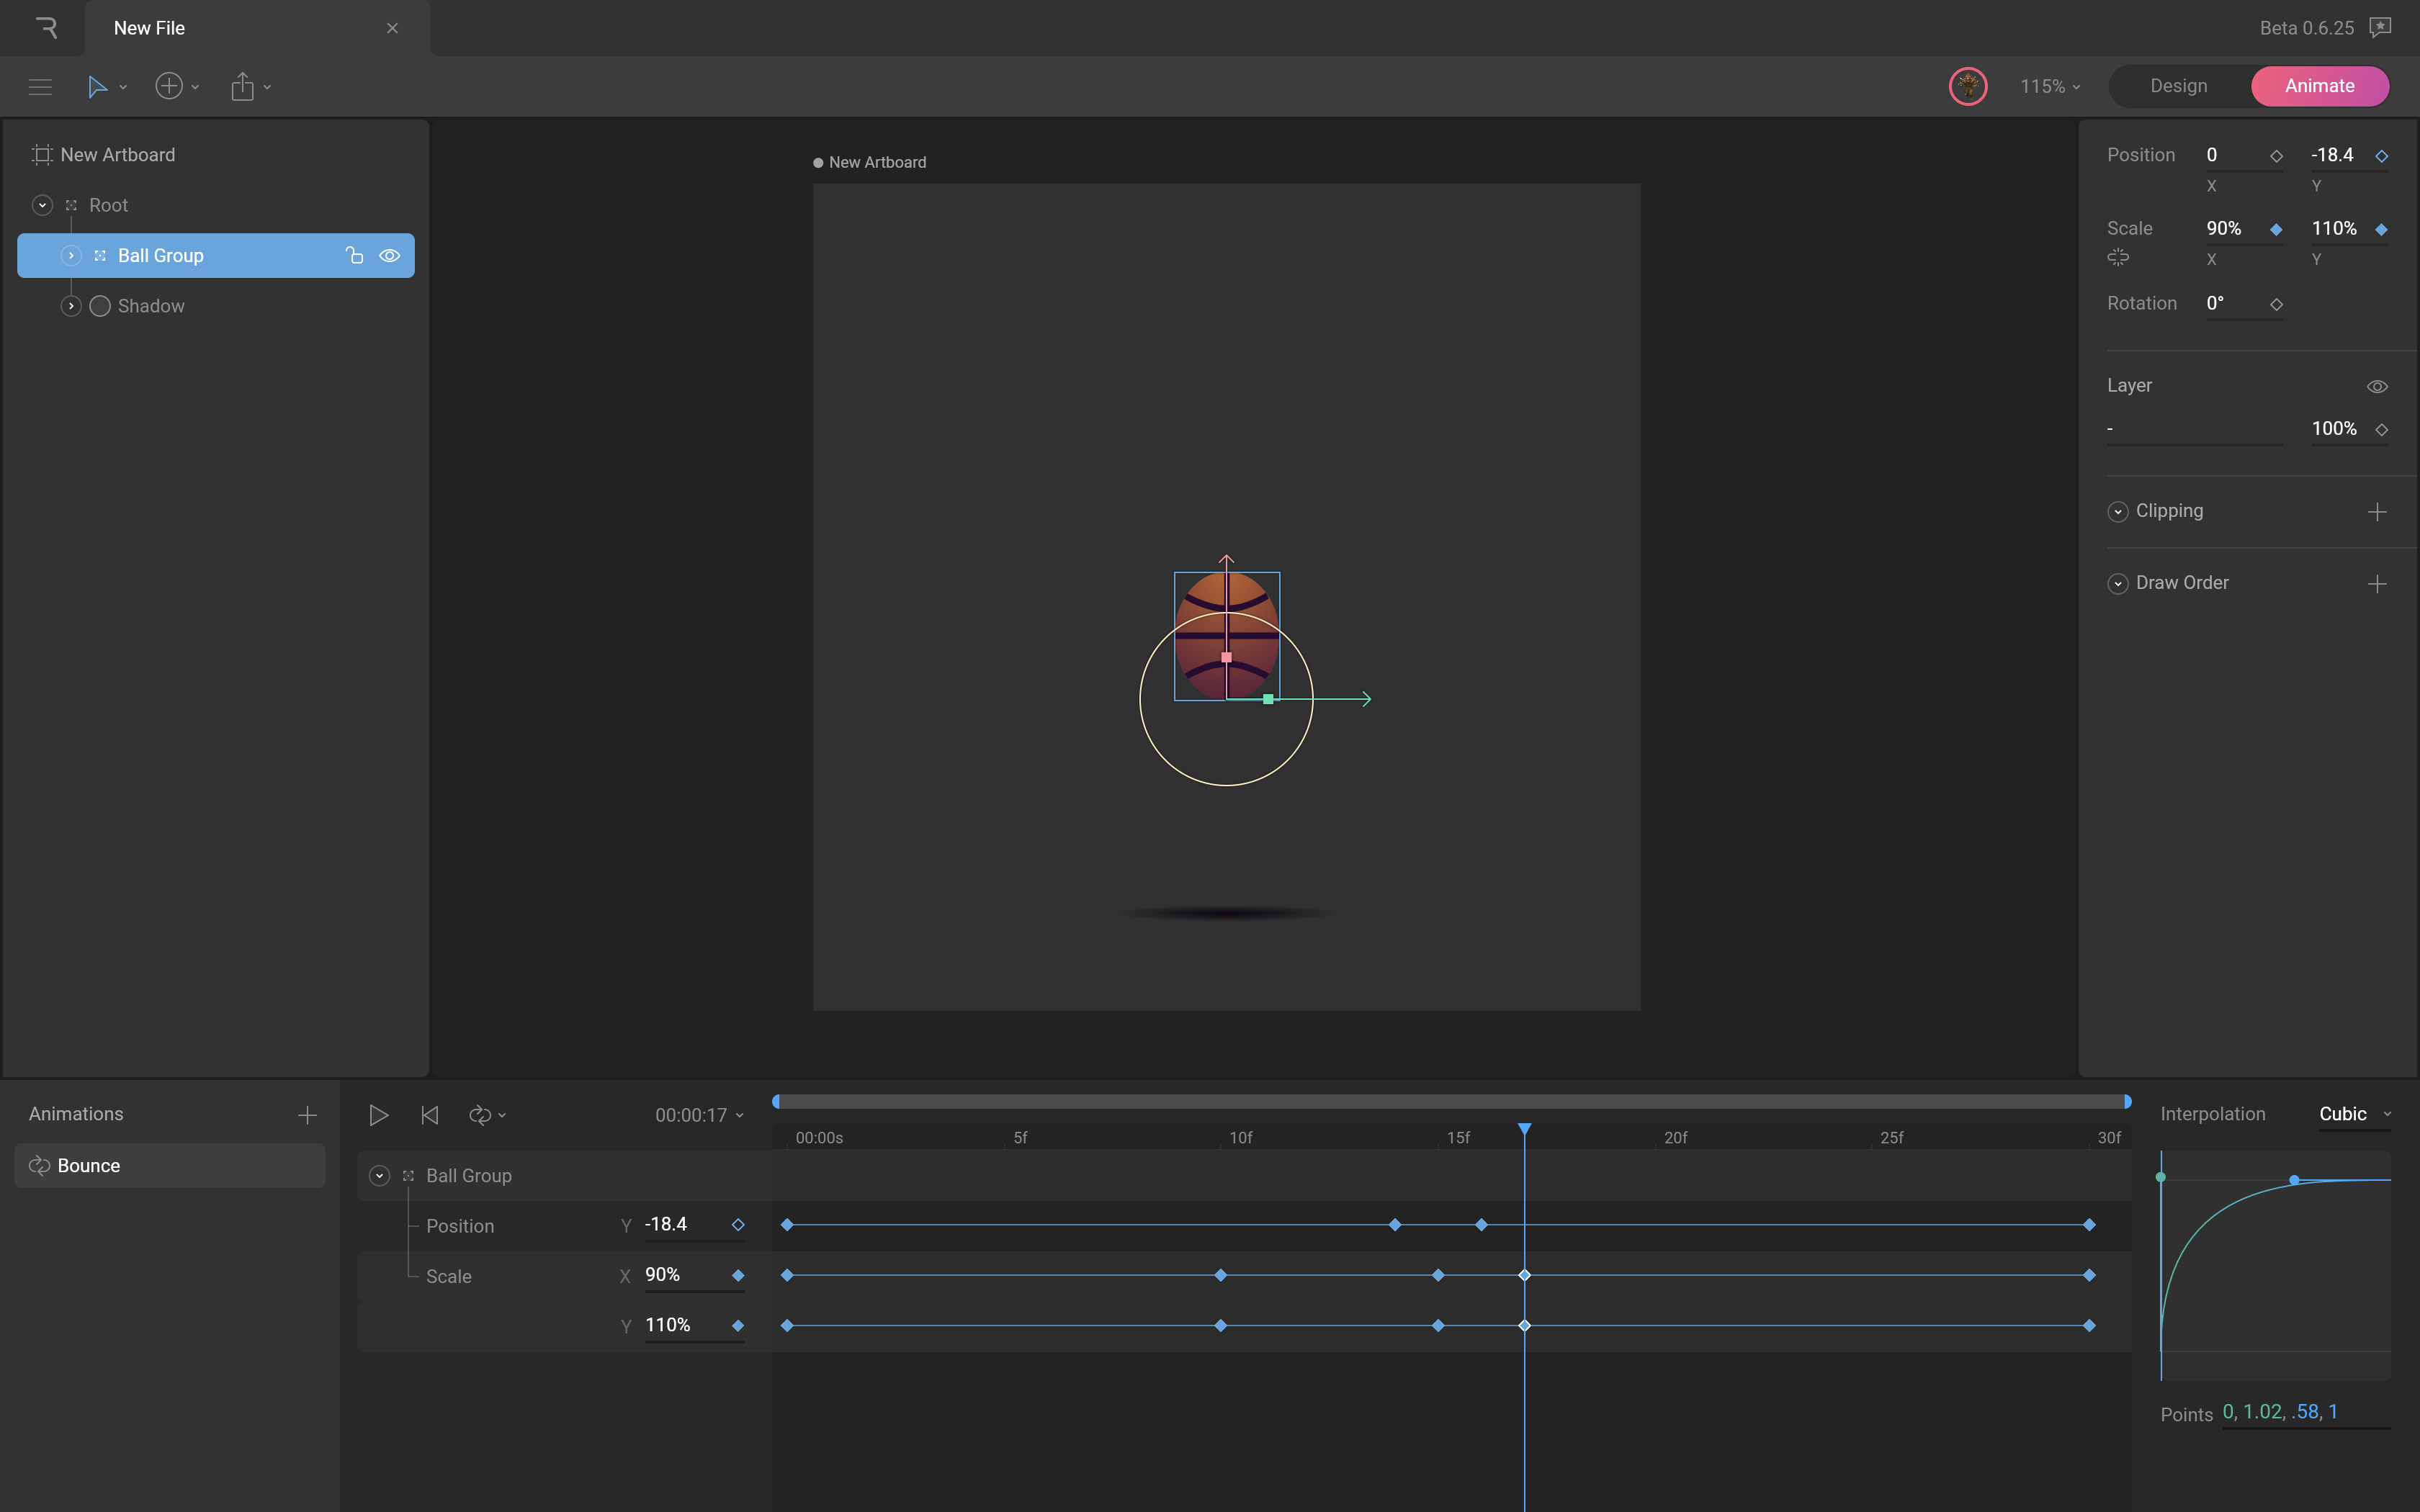 New File
Beta 0.6.25
115%
Design
Animate
New Artboard
Root
Ball Group
Shadow
New Artboard
Position 0 -18.4
X Y
Scale 90% 110%
X Y
Rotation 0°
Layer
- 100%
Clipping
Draw Order
Animations
Bounce
00:00:17
00:00s 5f 10f 15f 20f 25f 30f
Ball Group
Position Y -18.4
Scale X 90%
Y 110%
Interpolation Cubic
Points 0, 1.02, .58, 1